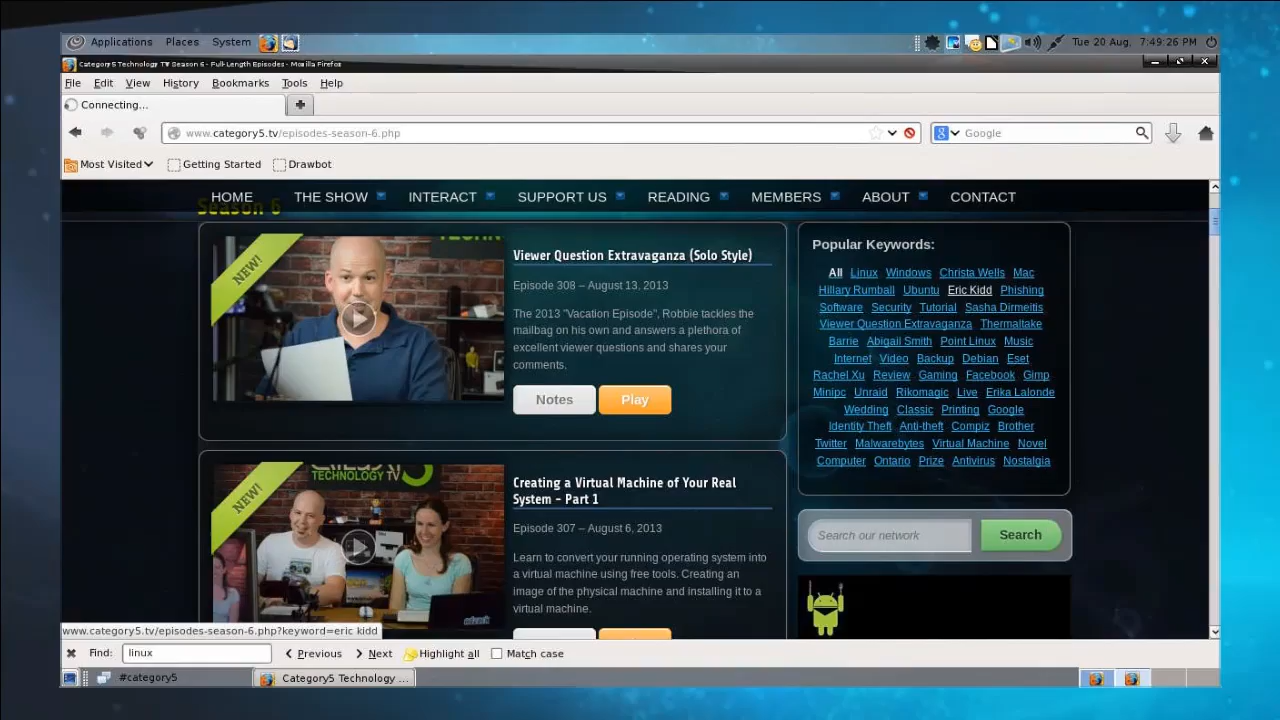 Applications Places System
Tue 20 Aug, 7:49:26 PM
Category5 Technology TV Season 6 - Full-Length Episodes - Mozilla Firefox
File Edit View History Bookmarks Tools Help
Connecting...
www.category5.tv/episodes-season-6.php
Google
Most Visited Getting Started Drawbot
HOME THE SHOW INTERACT SUPPORT US READING MEMBERS ABOUT CONTACT
Season 6
NEW!
Viewer Question Extravaganza (Solo Style)
Episode 308 – August 13, 2013
The 2013 "Vacation Episode", Robbie tackles the
mailbag on his own and answers a plethora of
excellent viewer questions and shares your
comments.
Notes Play
NEW!
TECHNOLOGY TV
Creating a Virtual Machine of Your Real
System - Part 1
Episode 307 – August 6, 2013
Learn to convert your running operating system into
a virtual machine using free tools. Creating an
image of the physical machine and installing it to a
virtual machine.
Popular Keywords:
All Linux Windows Christa Wells Mac
Hillary Rumball Ubuntu Eric Kidd Phishing
Software Security Tutorial Sasha Dirmeitis
Viewer Question Extravaganza Thermaltake
Barrie Abigail Smith Point Linux Music
Internet Video Backup Debian Eset
Rachel Xu Review Gaming Facebook Gimp
Minipc Unraid Rikomagic Live Erika Lalonde
Wedding Classic Printing Google
Identity Theft Anti-theft Compiz Brother
Twitter Malwarebytes Virtual Machine Novel
Computer Ontario Prize Antivirus Nostalgia
Search our network Search
www.category5.tv/episodes-season-6.php?keyword=eric kidd
Find: linux Previous Next Highlight all Match case
#category5 Category5 Technology ...